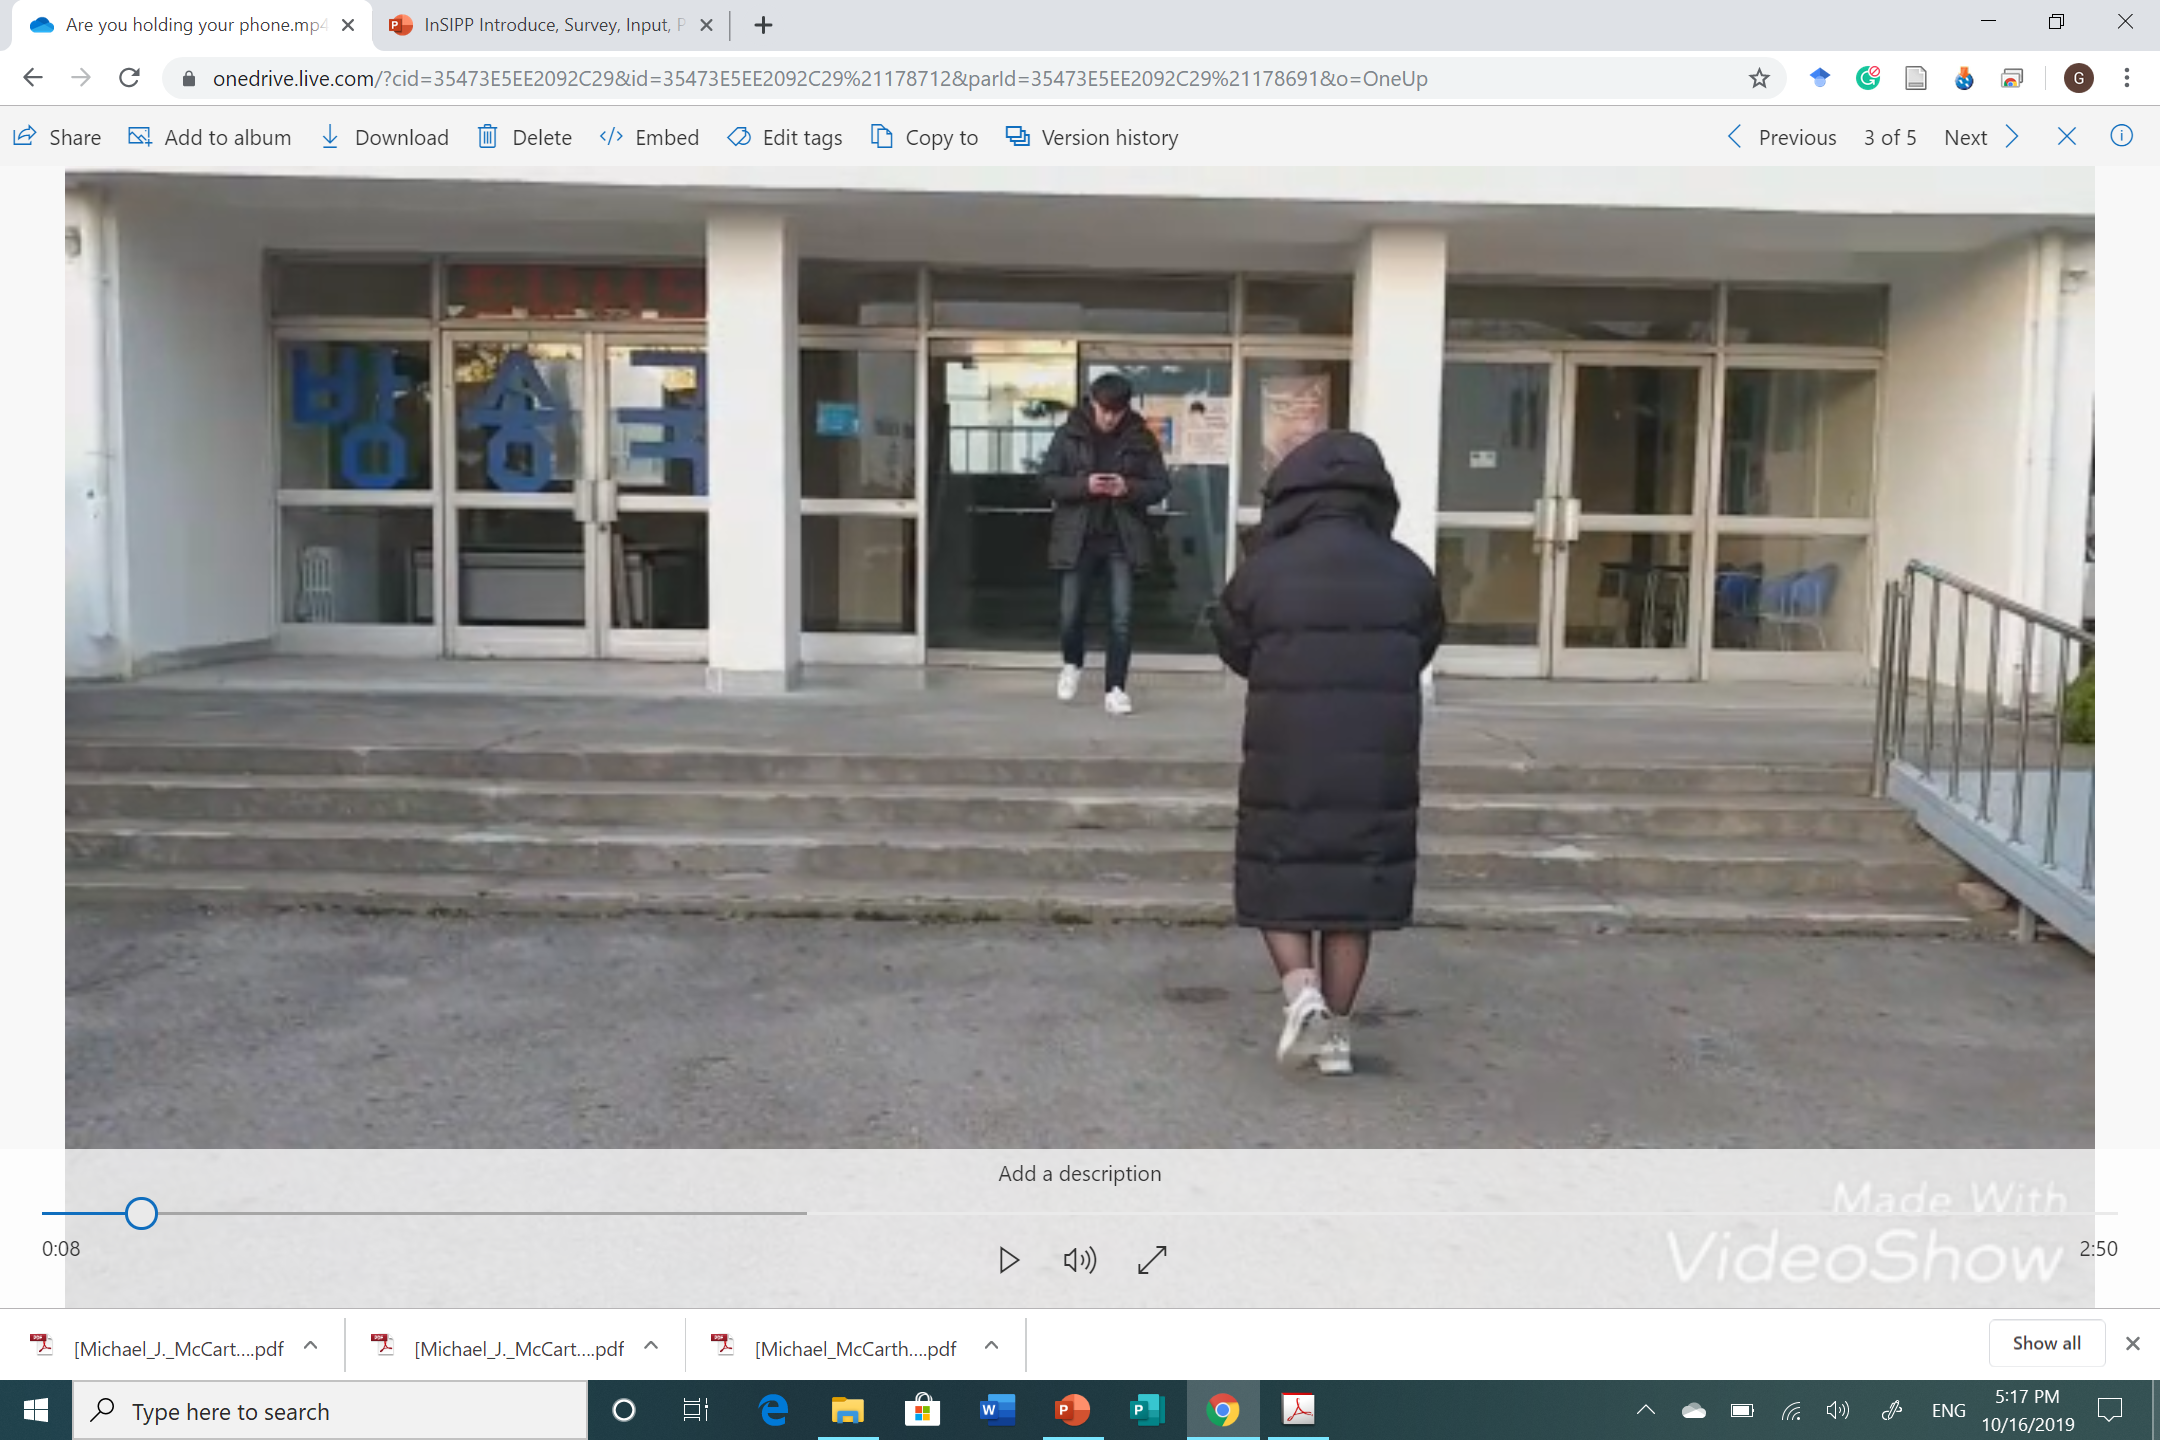 Are you holding your phone.mp4
InSIPP Introduce, Survey, Input, P
onedrive.live.com/?cid=35473E5EE2092C29&id=35473E5EE2092C29%21178712&parId=35473E5EE2092C29%21178691&o=OneUp
G
Share Add to album Download Delete Embed Edit tags Copy to Version history Previous 3 of 5 Next
방송국
Add a description
Made With
VideoShow
0:08 2:50
[Michael_J._McCart....pdf [Michael_J._McCart....pdf [Michael_McCarth....pdf Show all
Type here to search
ENG
5:17 PM
10/16/2019